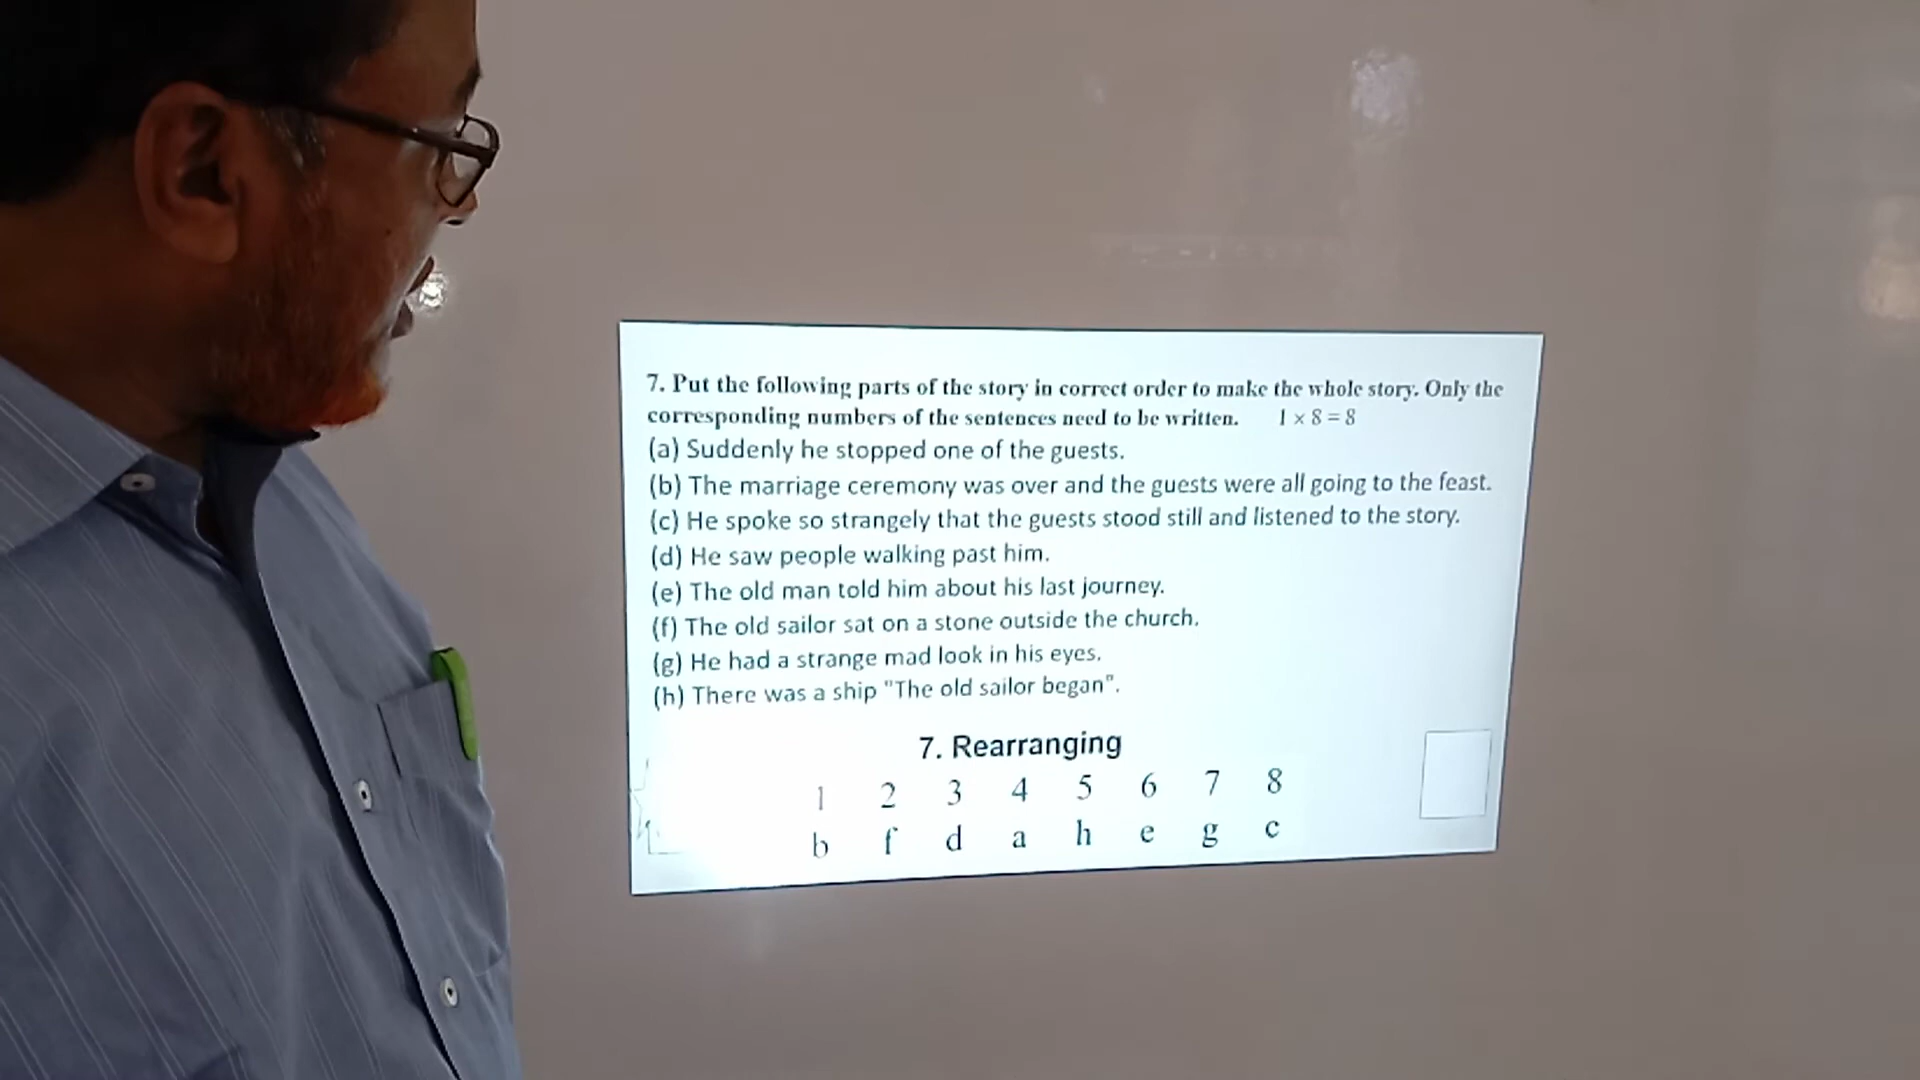 7. Put the following parts of the story in correct order to make the whole story. Only the
corresponding numbers of the sentences need to be written. 1 × 8 = 8
(a) Suddenly he stopped one of the guests.
(b) The marriage ceremony was over and the guests were all going to the feast.
(c) He spoke so strangely that the guests stood still and listened to the story.
(d) He saw people walking past him.
(e) The old man told him about his last journey.
(f) The old sailor sat on a stone outside the church.
(g) He had a strange mad look in his eyes.
(h) There was a ship "The old sailor began".
7. Rearranging
1 2 3 4 5 6 7 8
b f d a h e g c